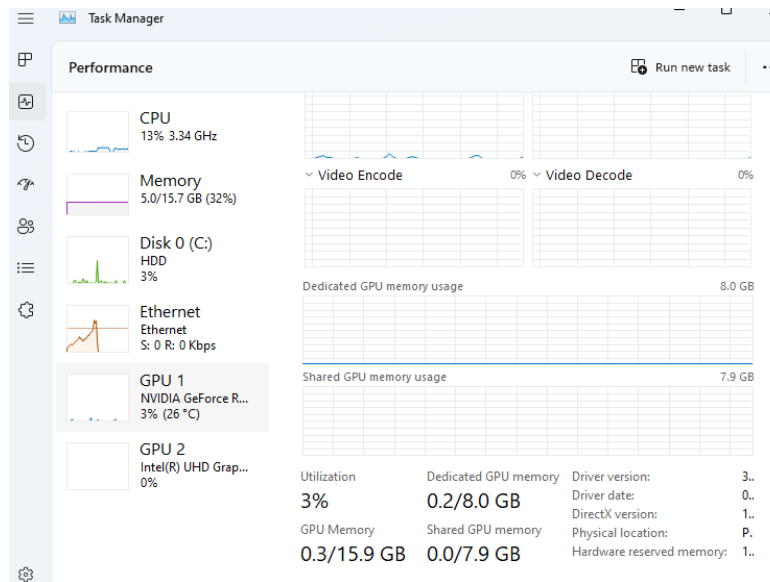 Task Manager
Performance
Run new task
CPU
13% 3.34 GHz
Memory
5.0/15.7 GB (32%)
Disk 0 (C:)
HDD
3%
Ethernet
Ethernet
S: 0 R: 0 Kbps
GPU 1
NVIDIA GeForce R...
3% (26 °C)
GPU 2
Intel(R) UHD Grap...
0%
Video Encode 0%
Video Decode 0%
Dedicated GPU memory usage 8.0 GB
Shared GPU memory usage 7.9 GB
Utilization
3%
Dedicated GPU memory
0.2/8.0 GB
GPU Memory
0.3/15.9 GB
Shared GPU memory
0.0/7.9 GB
Driver version: 3..
Driver date: 0..
DirectX version: 1..
Physical location: P.
Hardware reserved memory: 1..